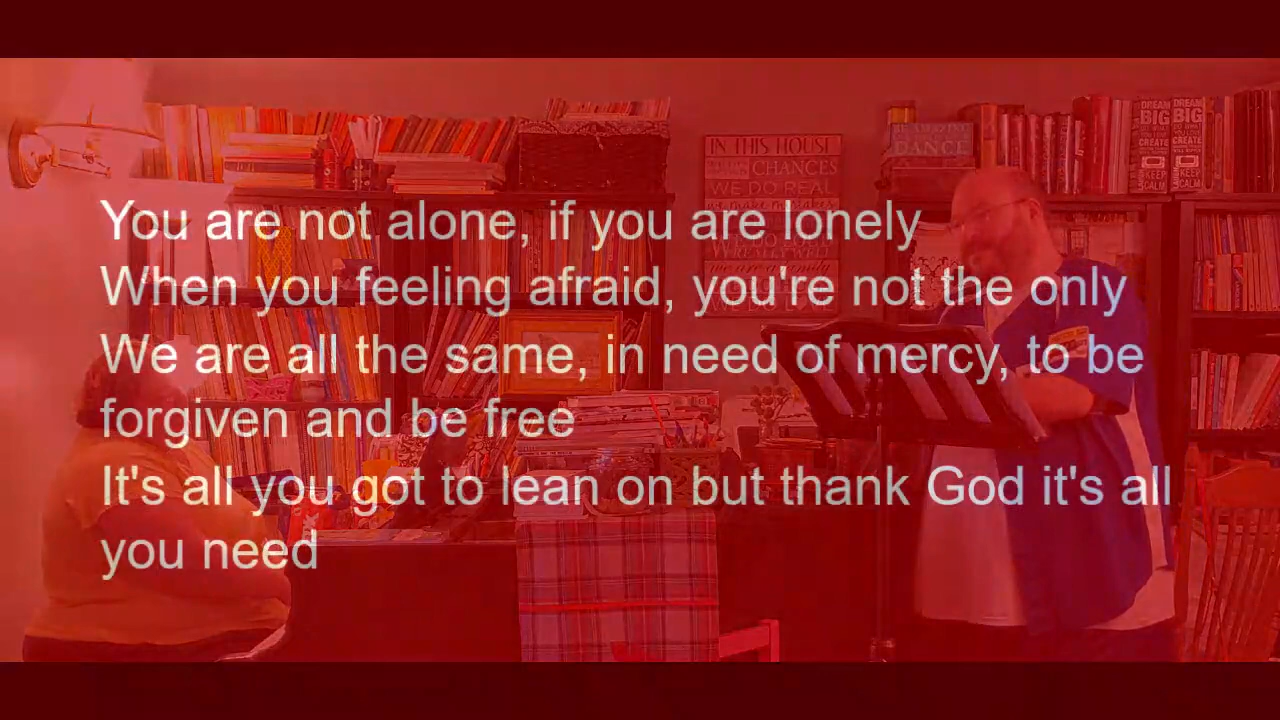 You are not alone, if you are lonely
When you feeling afraid, you're not the only
We are all the same, in need of mercy, to be
forgiven and be free
It's all you got to lean on but thank God it's all
you need
IN THIS HOUSE
CHANCES
WE DO REAL
we make mistakes
DANCE
DREAM
BIG
CREATE
KEEP
CALM
DREAM
BIG
CREATE
KEEP
CALM